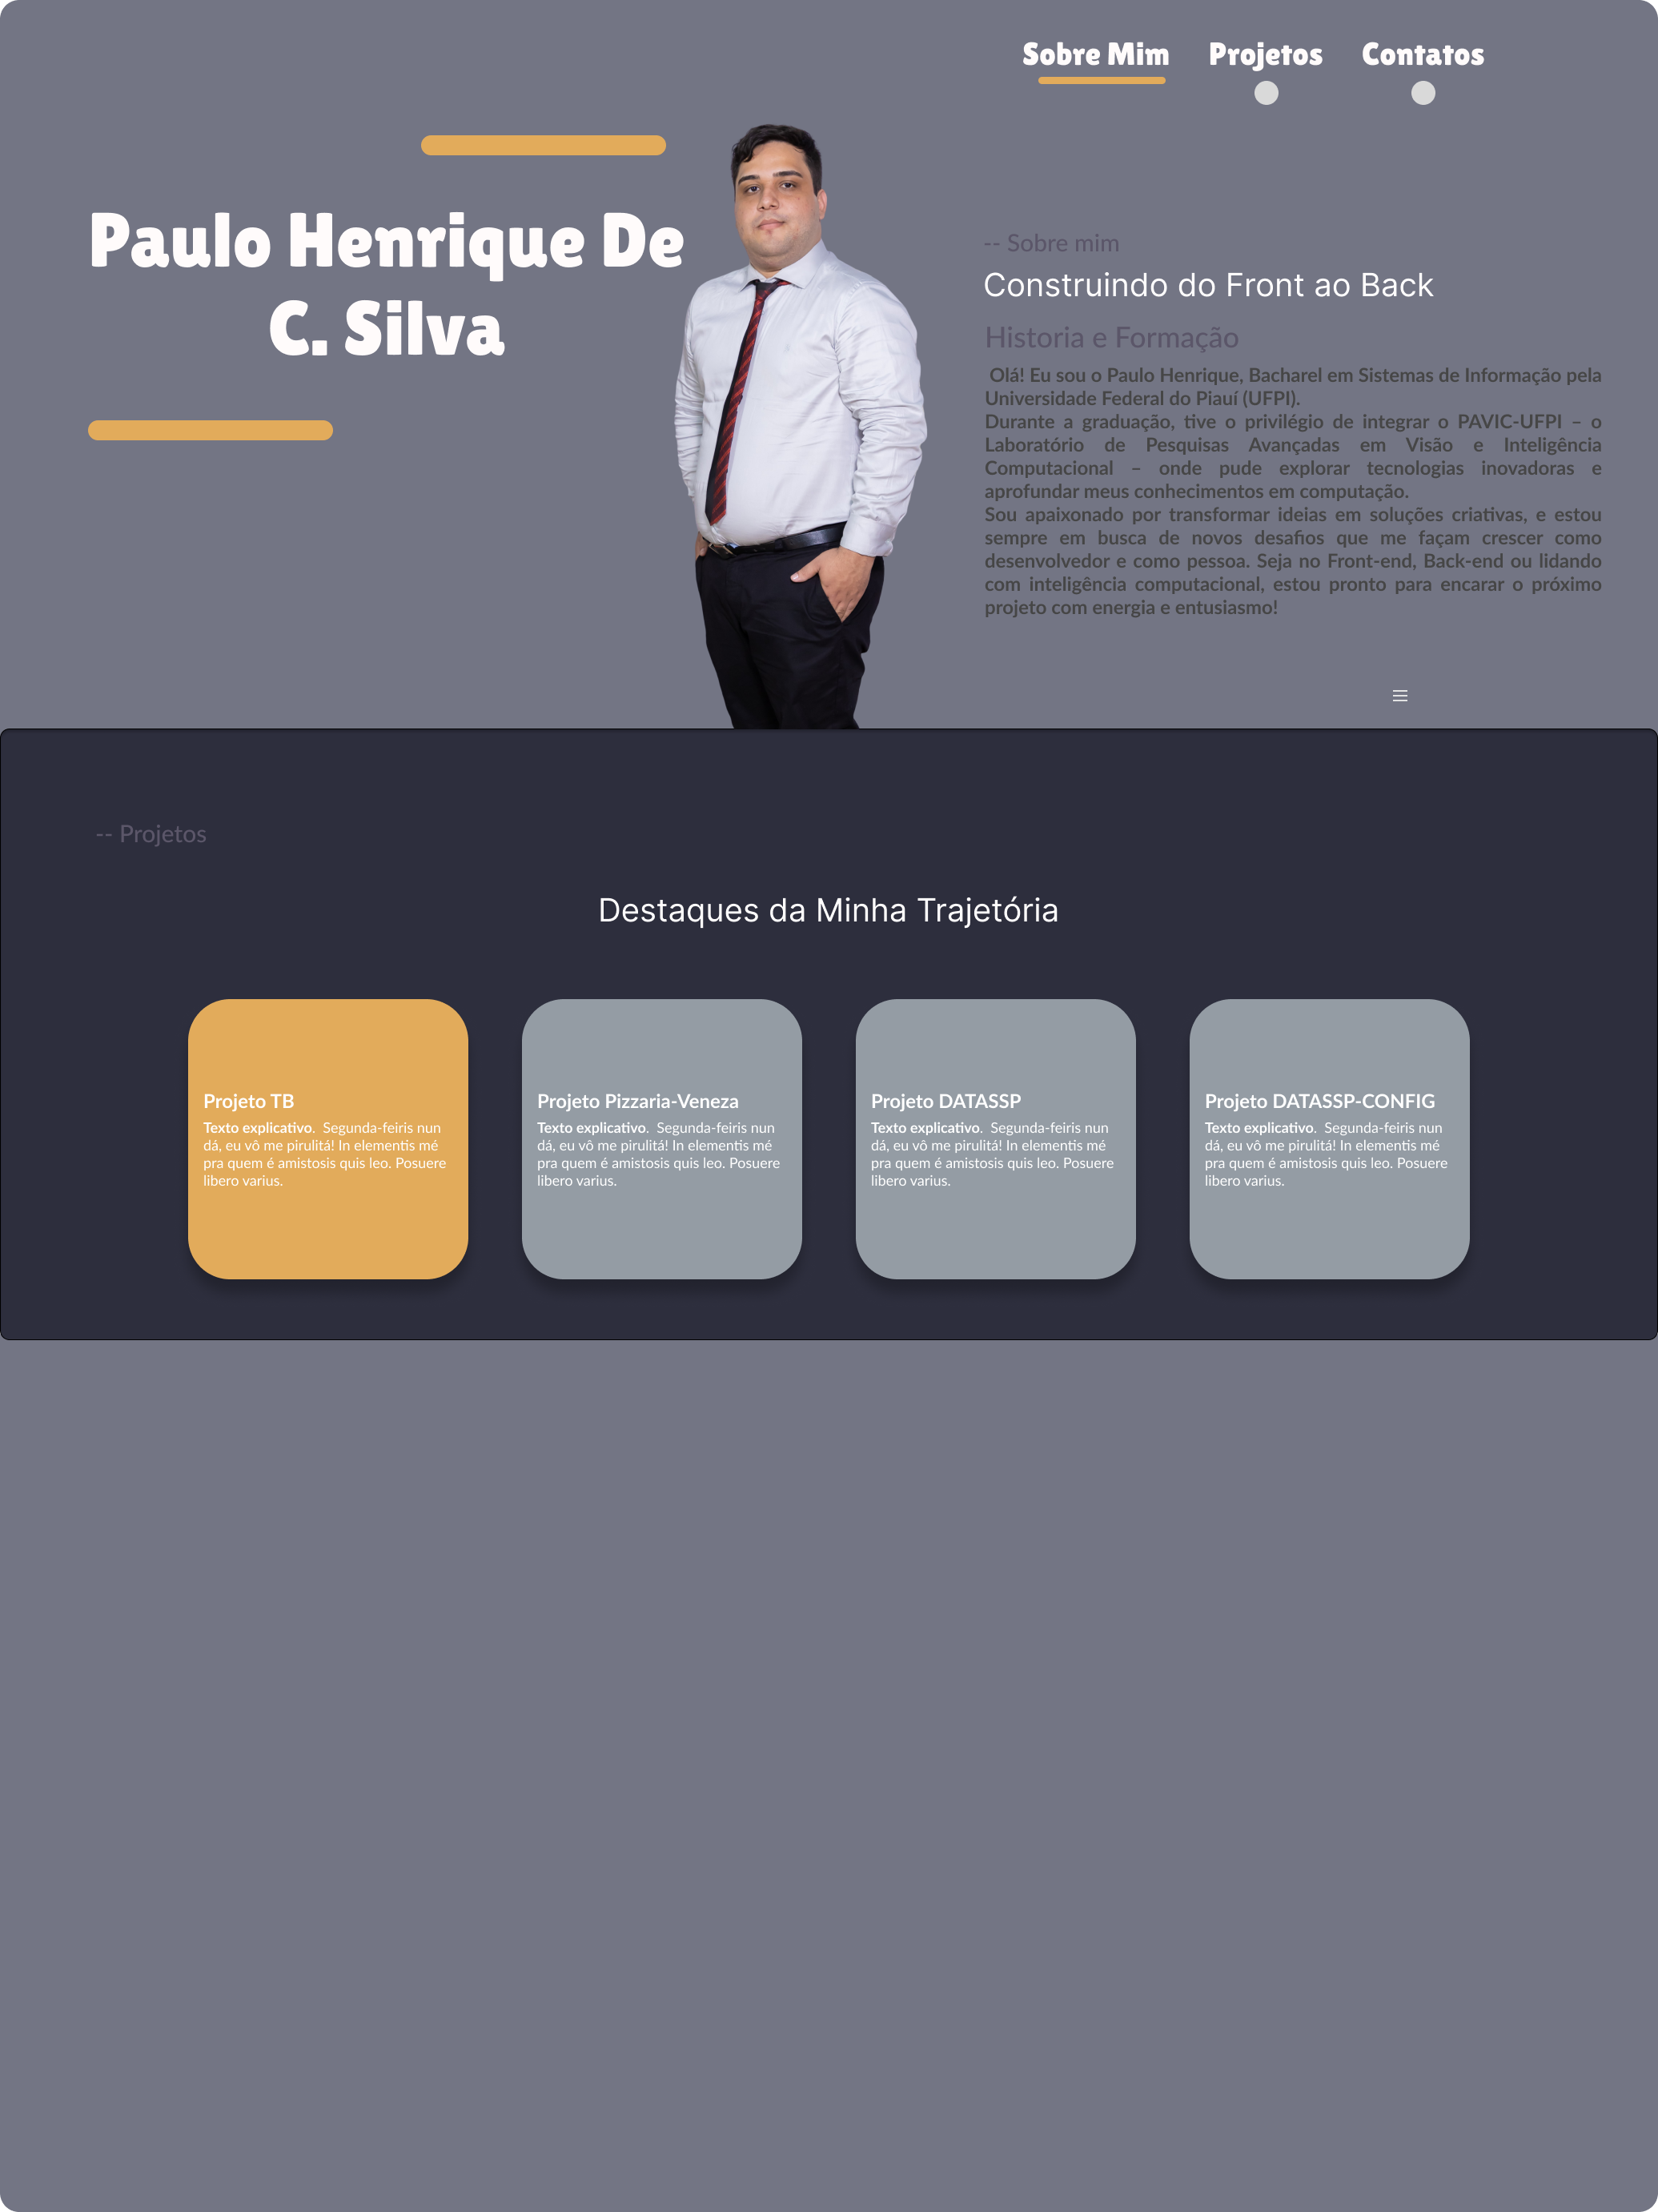 Sobre Mim Projetos Contatos
Paulo Henrique De
C. Silva
-- Sobre mim
Construindo do Front ao Back
Historia e Formação
Olá! Eu sou o Paulo Henrique, Bacharel em Sistemas de Informação pela
Universidade Federal do Piauí (UFPI).
Durante a graduação, tive o privilégio de integrar o PAVIC-UFPI – o
Laboratório de Pesquisas Avançadas em Visão e Inteligência
Computacional – onde pude explorar tecnologias inovadoras e
aprofundar meus conhecimentos em computação.
Sou apaixonado por transformar ideias em soluções criativas, e estou
sempre em busca de novos desafios que me façam crescer como
desenvolvedor e como pessoa. Seja no Front-end, Back-end ou lidando
com inteligência computacional, estou pronto para encarar o próximo
projeto com energia e entusiasmo!
-- Projetos
Destaques da Minha Trajetória
Projeto TB
Texto explicativo. Segunda-feiris nun
dá, eu vô me pirulitá! In elementis mé
pra quem é amistosis quis leo. Posuere
libero varius.
Projeto Pizzaria-Veneza
Texto explicativo. Segunda-feiris nun
dá, eu vô me pirulitá! In elementis mé
pra quem é amistosis quis leo. Posuere
libero varius.
Projeto DATASSP
Texto explicativo. Segunda-feiris nun
dá, eu vô me pirulitá! In elementis mé
pra quem é amistosis quis leo. Posuere
libero varius.
Projeto DATASSP-CONFIG
Texto explicativo. Segunda-feiris nun
dá, eu vô me pirulitá! In elementis mé
pra quem é amistosis quis leo. Posuere
libero varius.